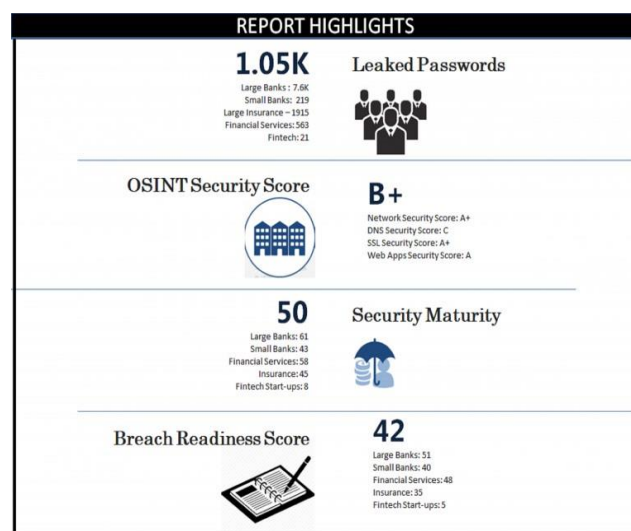 REPORT HIGHLIGHTS
1.05K
Large Banks : 7.6K
Small Banks: 219
Large Insurance – 1915
Financial Services: 563
Fintech: 21
Leaked Passwords
OSINT Security Score
B+
Network Security Score: A+
DNS Security Score: C
SSL Security Score: A+
Web Apps Security Score: A
50
Large Banks: 61
Small Banks: 43
Financial Services: 58
Insurance: 45
Fintech Start-ups: 8
Security Maturity
Breach Readiness Score
42
Large Banks: 51
Small Banks: 40
Financial Services: 48
Insurance: 35
Fintech Start-ups: 5